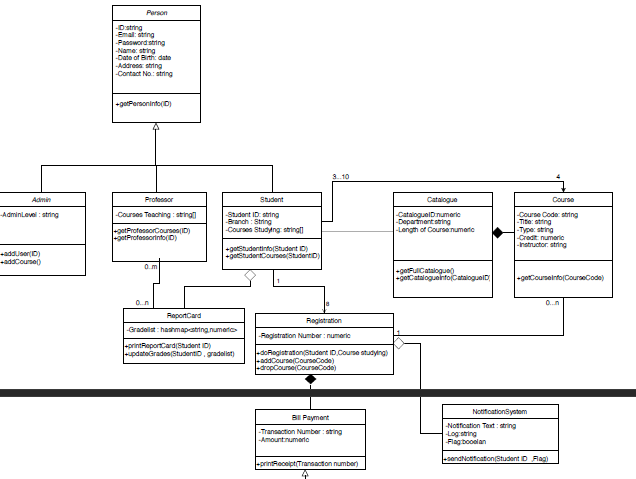 Person
-ID:string
-Email: string
-Password:string
-Name: string
-Date of Birth: date
-Address: string
-Contact No.: string
+getPersonInfo(ID)
3...10
4
Admin
-AdminLevel : string
+addUser(ID)
+addCourse()
Professor
-Courses Teaching : string[]
+getProfessorCourses(ID)
+getProfessorinfo(ID)
Student
-Student ID: string
-Branch : String
-Courses Studying: string[]
+getStudentInfo(Student ID)
+getStudentCourses(StudentID)
Catalogue
-CatalogueID:numeric
-Department:string
-Length of Course:numeric
+getFullCatalogue()
+getCatalogueInfo(CatalogueID)
Course
-Course Code: string
-Title: string
-Type: string
-Credit: numeric
-Instructor: string
+getCourseInfo(CourseCode)
0..m
1
0...n
0...n
ReportCard
-Gradelist : hashmap<string,numeric>
+printReportCard(Student ID)
+updateGrades(StudentID , gradelist)
Registration
-Registration Number : numeric
+doRegistration(Student ID,Course studying)
+addCourse(CourseCode)
+dropCourse(CourseCode)
1
Bill Payment
-Transaction Number : string
-Amount:numeric
+printReceipt(Transaction number)
NotificationSystem
-Notification Text : string
-Log:string
-Flag:booelan
+sendNotification(Student ID ,Flag)